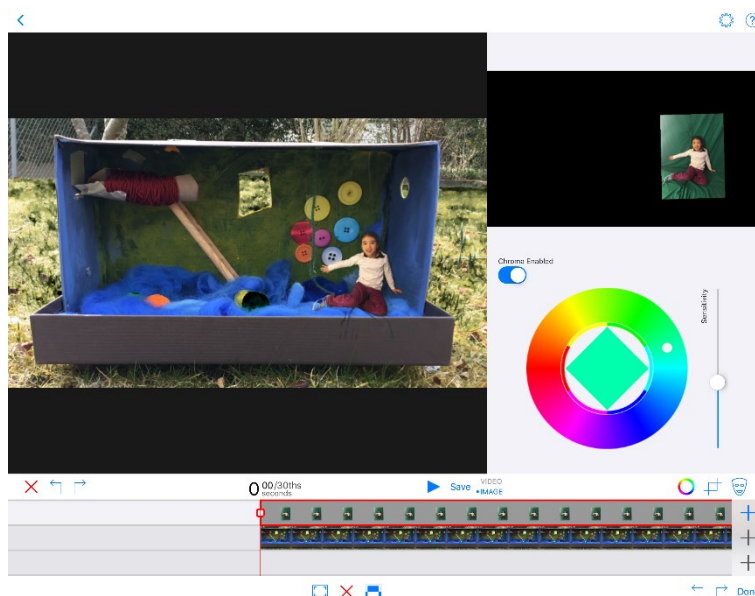 ?
Chroma Enabled
Sensitivity
0 00/30ths
seconds
Save
VIDEO
•IMAGE
Don